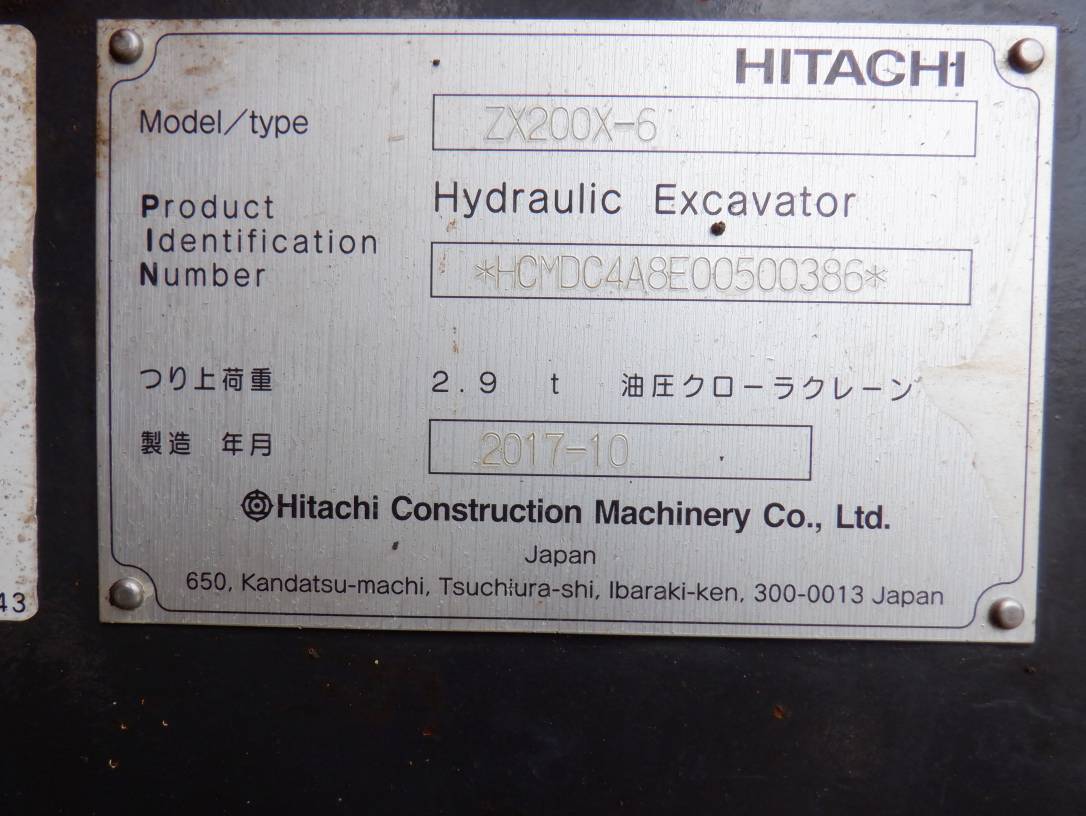 HITACHI
Model/type ZX200X-6
Hydraulic Excavator
Product
Identification
Number *HCMDC4A8E00500386*
つり上荷重 2.9 t 油圧クローラクレーン
製造 年月 2017-10
Hitachi Construction Machinery Co., Ltd.
Japan
650, Kandatsu-machi, Tsuchiura-shi, Ibaraki-ken, 300-0013 Japan
43